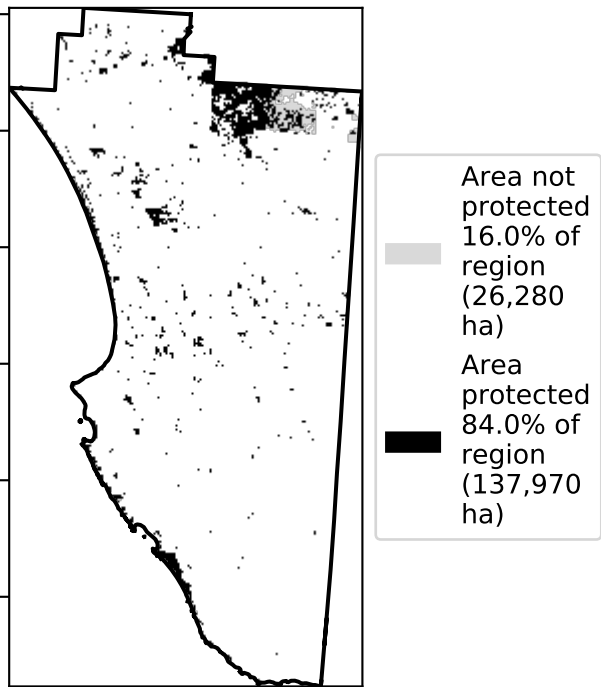 Area not
protected
16.0% of
region
(26,280
ha)
Area
protected
84.0% of
region
(137,970
ha)